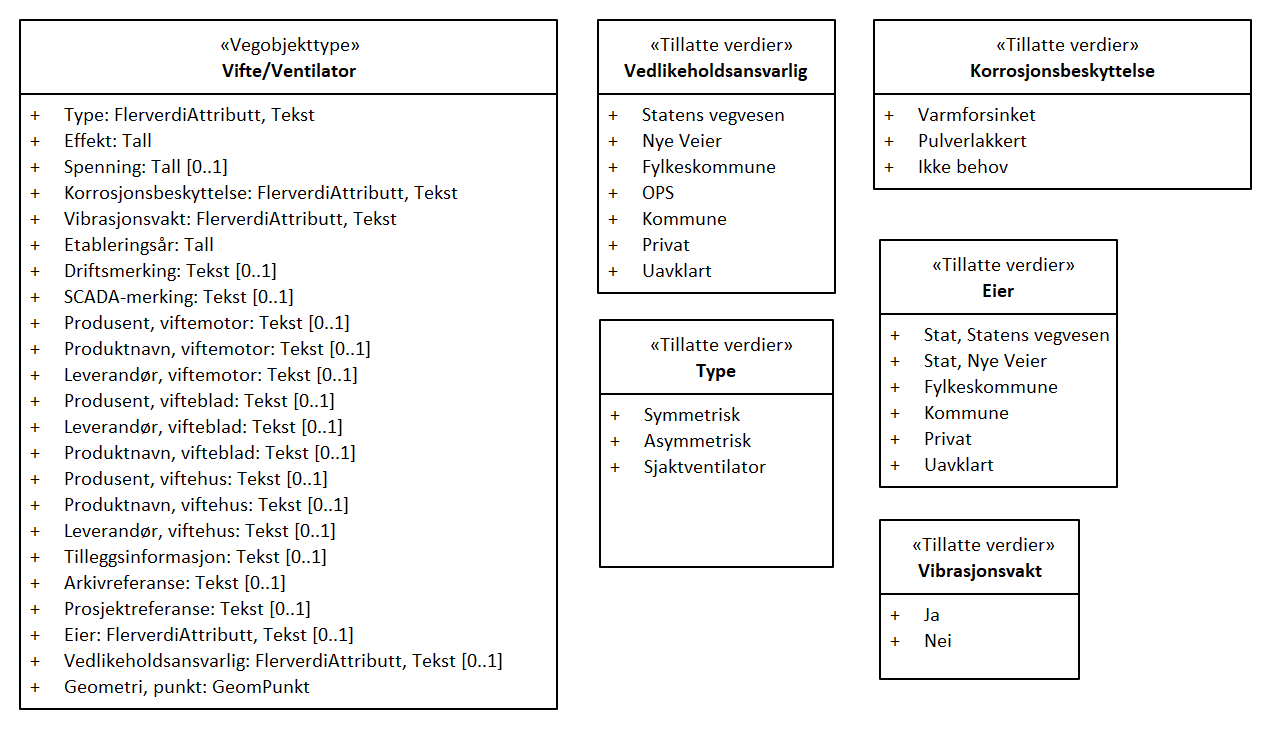 «Vegobjekttype»
Vifte/Ventilator
+ Type: FlerverdiAttributt, Tekst
+ Effekt: Tall
+ Spenning: Tall [0..1]
+ Korrosjonsbeskyttelse: FlerverdiAttributt, Tekst
+ Vibrasjonsvakt: FlerverdiAttributt, Tekst
+ Etableringsår: Tall
+ Driftsmerking: Tekst [0..1]
+ SCADA-merking: Tekst [0..1]
+ Produsent, viftemotor: Tekst [0..1]
+ Produktnavn, viftemotor: Tekst [0..1]
+ Leverandør, viftemotor: Tekst [0..1]
+ Produsent, vifteblad: Tekst [0..1]
+ Leverandør, vifteblad: Tekst [0..1]
+ Produktnavn, vifteblad: Tekst [0..1]
+ Produsent, viftehus: Tekst [0..1]
+ Produktnavn, viftehus: Tekst [0..1]
+ Leverandør, viftehus: Tekst [0..1]
+ Tilleggsinformasjon: Tekst [0..1]
+ Arkivreferanse: Tekst [0..1]
+ Prosjektreferanse: Tekst [0..1]
+ Eier: FlerverdiAttributt, Tekst [0..1]
+ Vedlikeholdsansvarlig: FlerverdiAttributt, Tekst [0..1]
+ Geometri, punkt: GeomPunkt
«Tillatte verdier»
Vedlikeholdsansvarlig
+ Statens vegvesen
+ Nye Veier
+ Fylkeskommune
+ OPS
+ Kommune
+ Privat
+ Uavklart
«Tillatte verdier»
Type
+ Symmetrisk
+ Asymmetrisk
+ Sjaktventilator
«Tillatte verdier»
Korrosjonsbeskyttelse
+ Varmforsinket
+ Pulverlakkert
+ Ikke behov
«Tillatte verdier»
Eier
+ Stat, Statens vegvesen
+ Stat, Nye Veier
+ Fylkeskommune
+ Kommune
+ Privat
+ Uavklart
«Tillatte verdier»
Vibrasjonsvakt
+ Ja
+ Nei